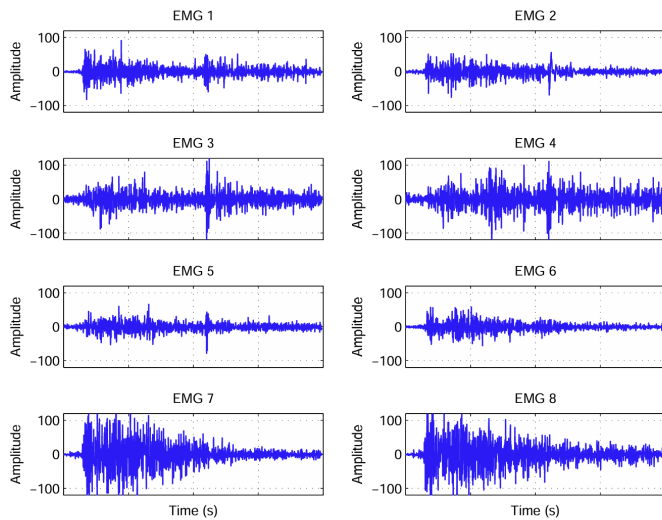 EMG 1
EMG 2
100
0
−100
Amplitude
100
0
−100
Amplitude
EMG 3
EMG 4
100
0
−100
Amplitude
100
0
−100
Amplitude
EMG 5
EMG 6
100
0
−100
Amplitude
100
0
−100
Amplitude
EMG 7
EMG 8
100
0
−100
Amplitude
100
0
−100
Amplitude
Time (s)
Time (s)